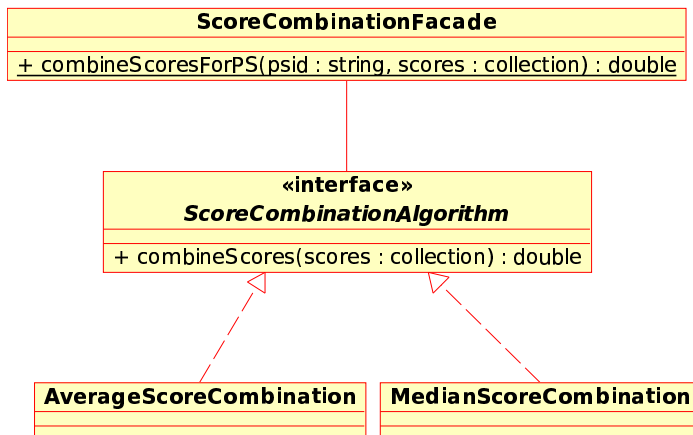 ScoreCombinationFacade
+ combineScoresForPS(psid : string, scores : collection) : double
«interface»
ScoreCombinationAlgorithm
+ combineScores(scores : collection) : double
AverageScoreCombination
MedianScoreCombination